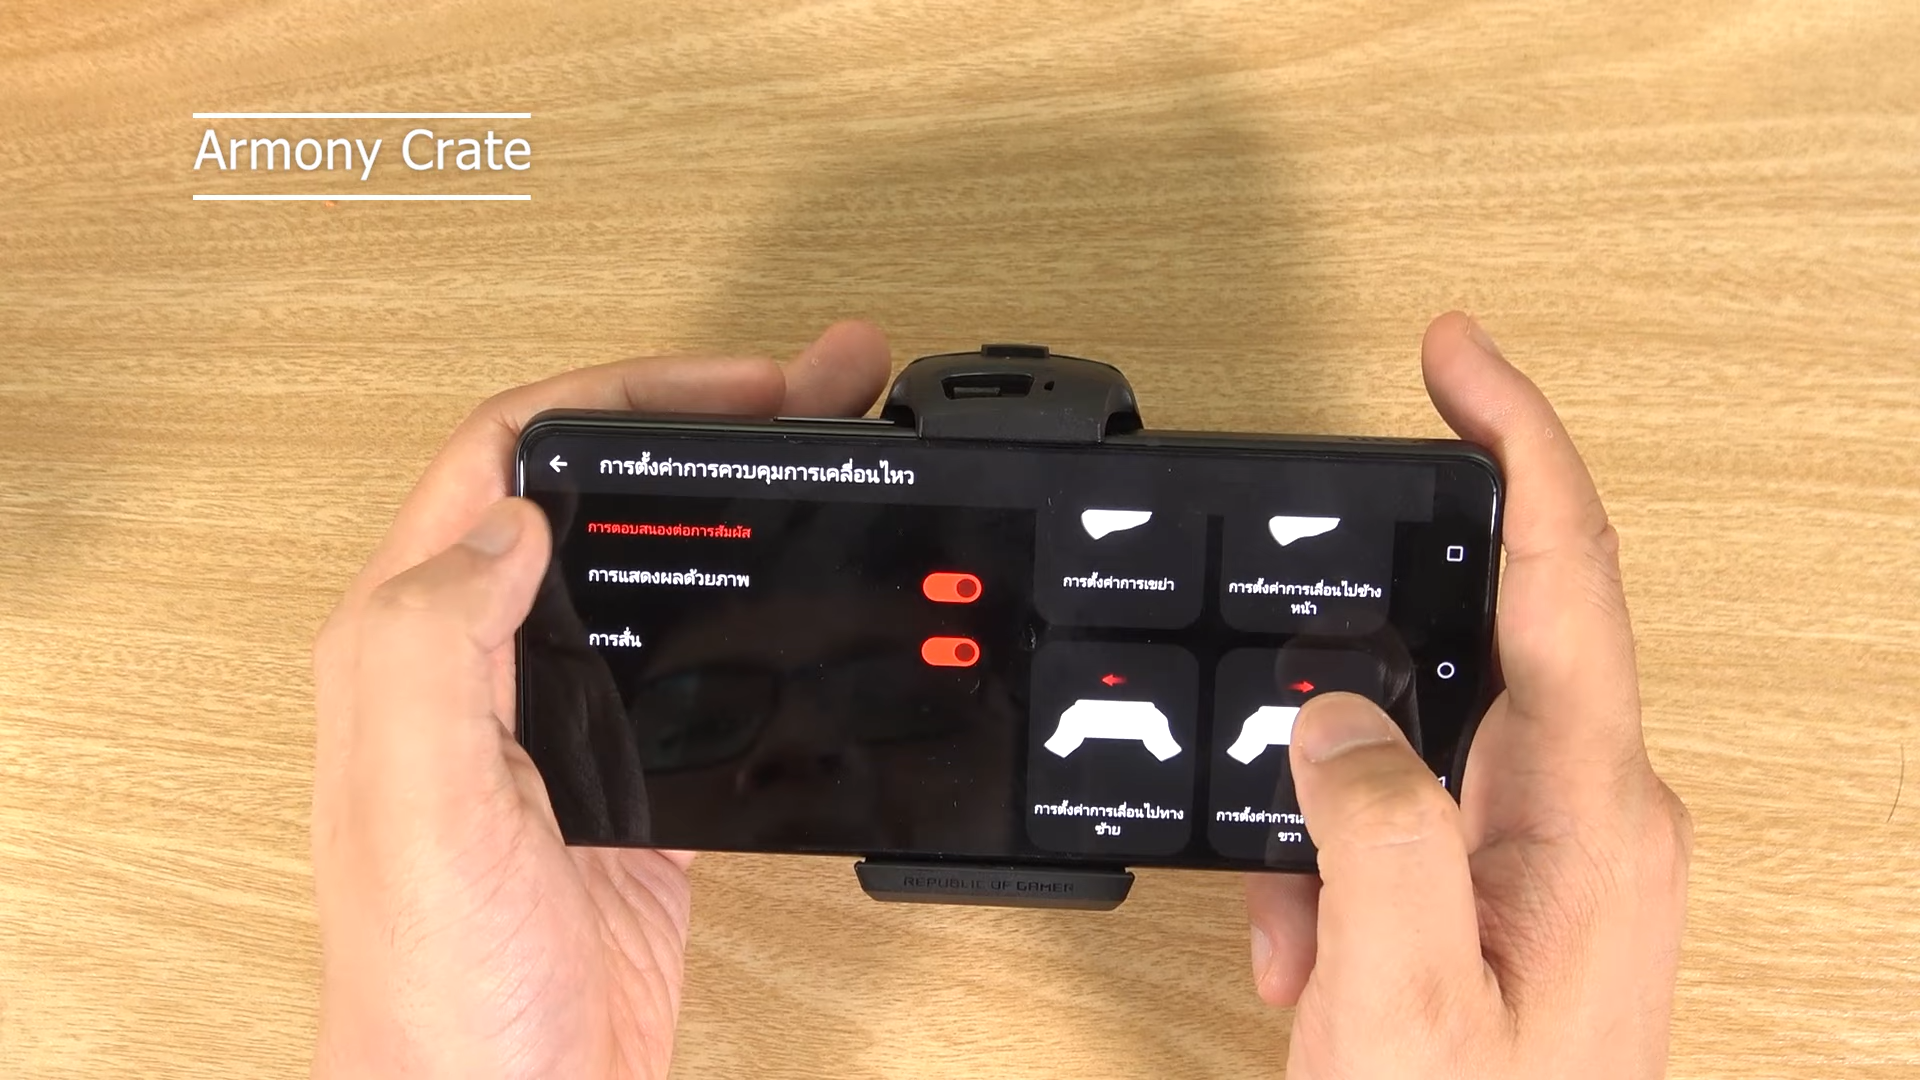 Armony Crate
การตั้งค่าการควบคุมการเคลื่อนไหว
การตอบสนองต่อการสัมผัส
การแสดงผลด้วยภาพ
การสั่น
การตั้งค่าการเขย่า
การตั้งค่าการเลื่อนไปข้าง
หน้า
การตั้งค่าการเลื่อนไปทาง
ซ้าย
การตั้งค่าการเ
ขวา
REPUBLIC OF GAMER